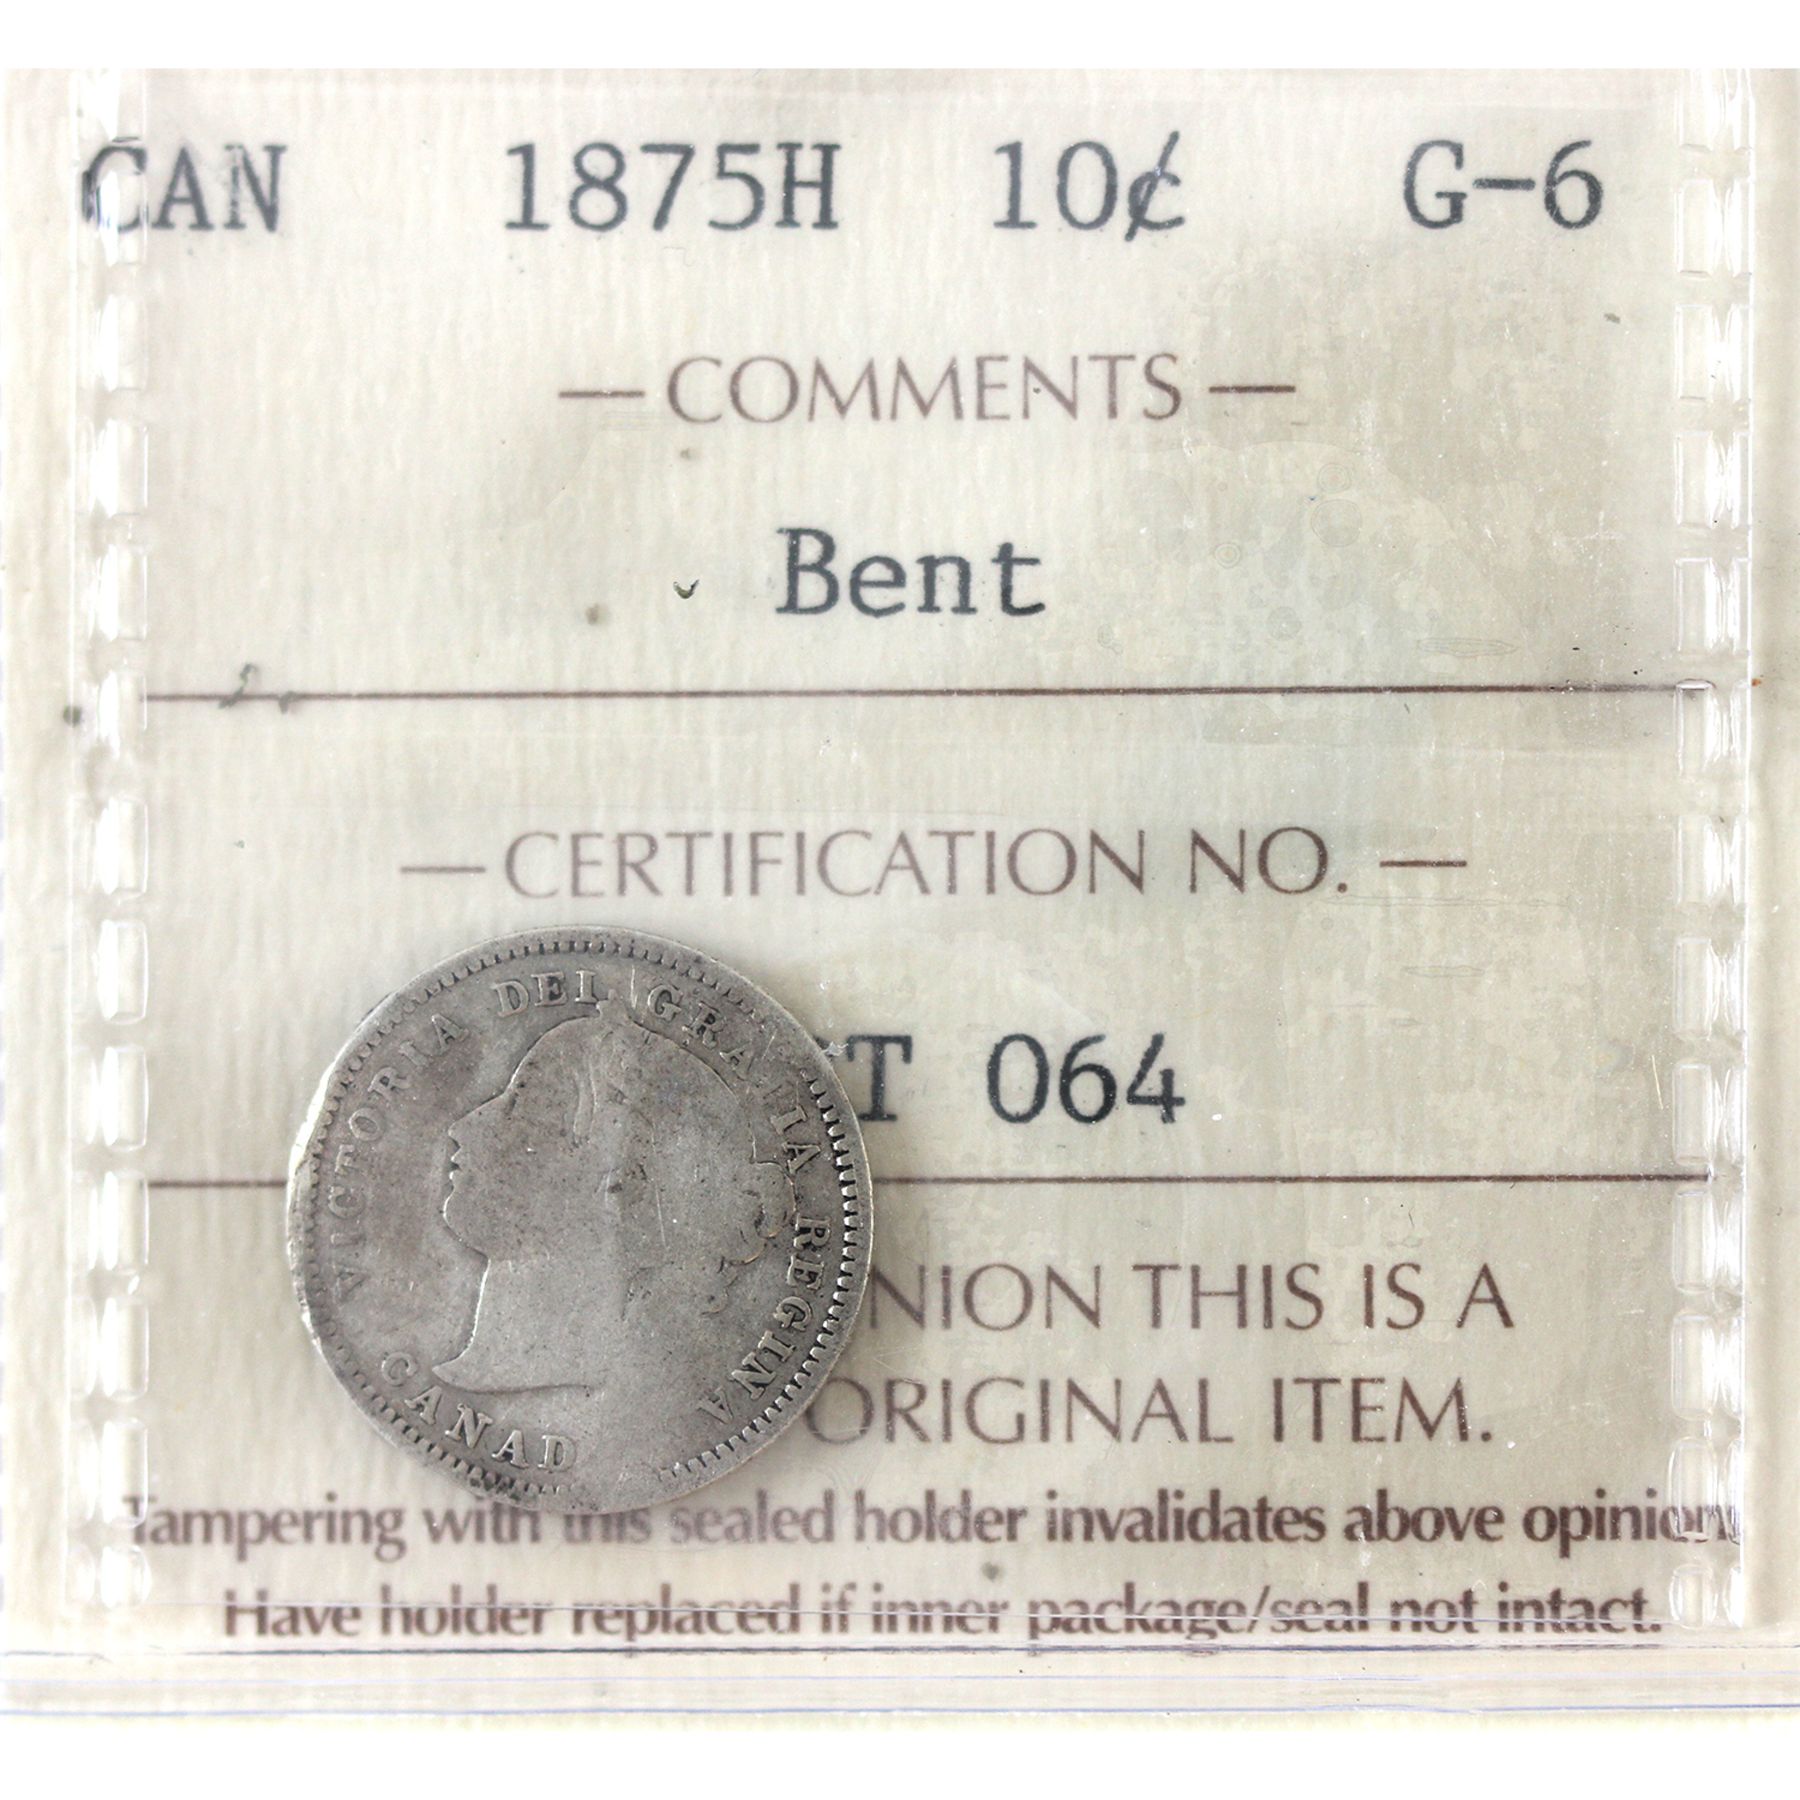 CAN 1875H 10¢ G-6
— COMMENTS —
Bent
— CERTIFICATION NO. —
T 064
NION THIS IS A
ORIGINAL ITEM.
Tampering with this sealed holder invalidates above opinion.
Have holder replaced if inner package/seal not intact.
VICTORIA DEI GRATIA REGINA
CANAD